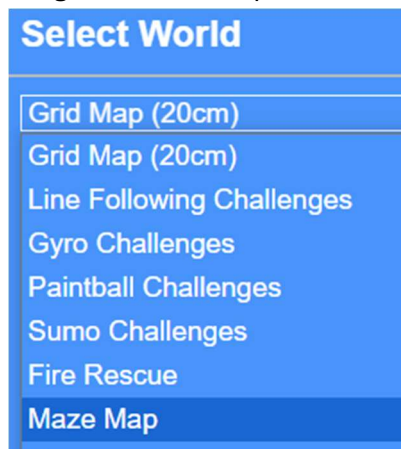 Select World
Grid Map (20cm)
Grid Map (20cm)
Line Following Challenges
Gyro Challenges
Paintball Challenges
Sumo Challenges
Fire Rescue
Maze Map